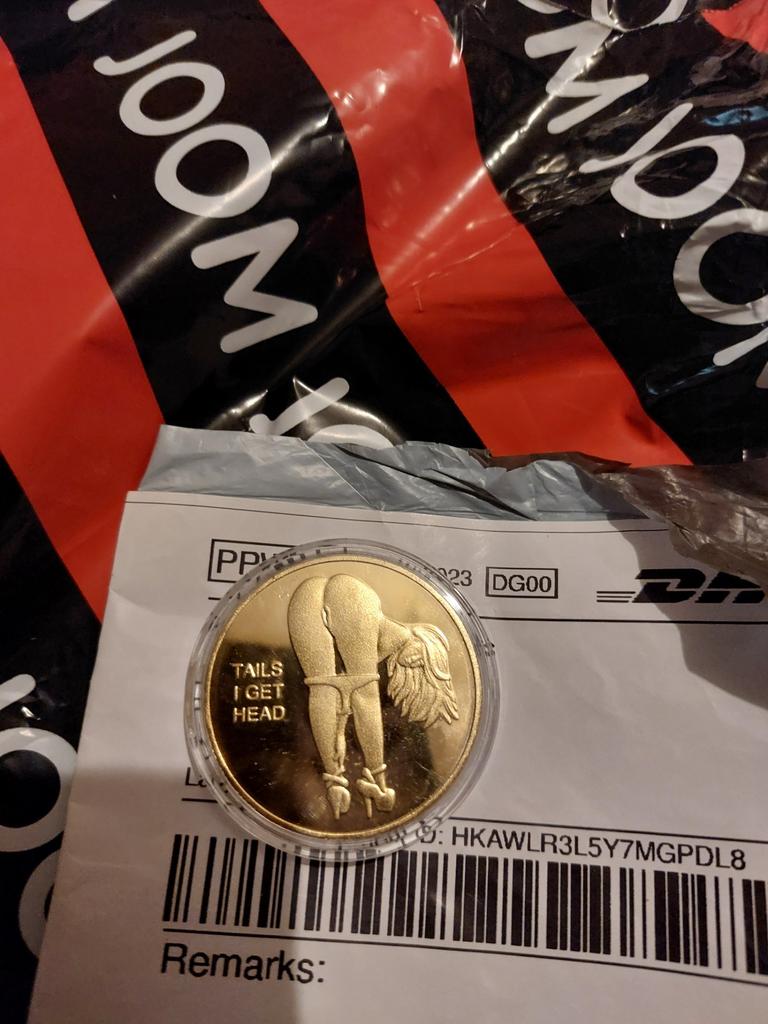 JOOM
JOOM
JOOM
DG00
TAILS
I GET
HEAD
D: HKAWLR3L5Y7MGPDL8
Remarks: